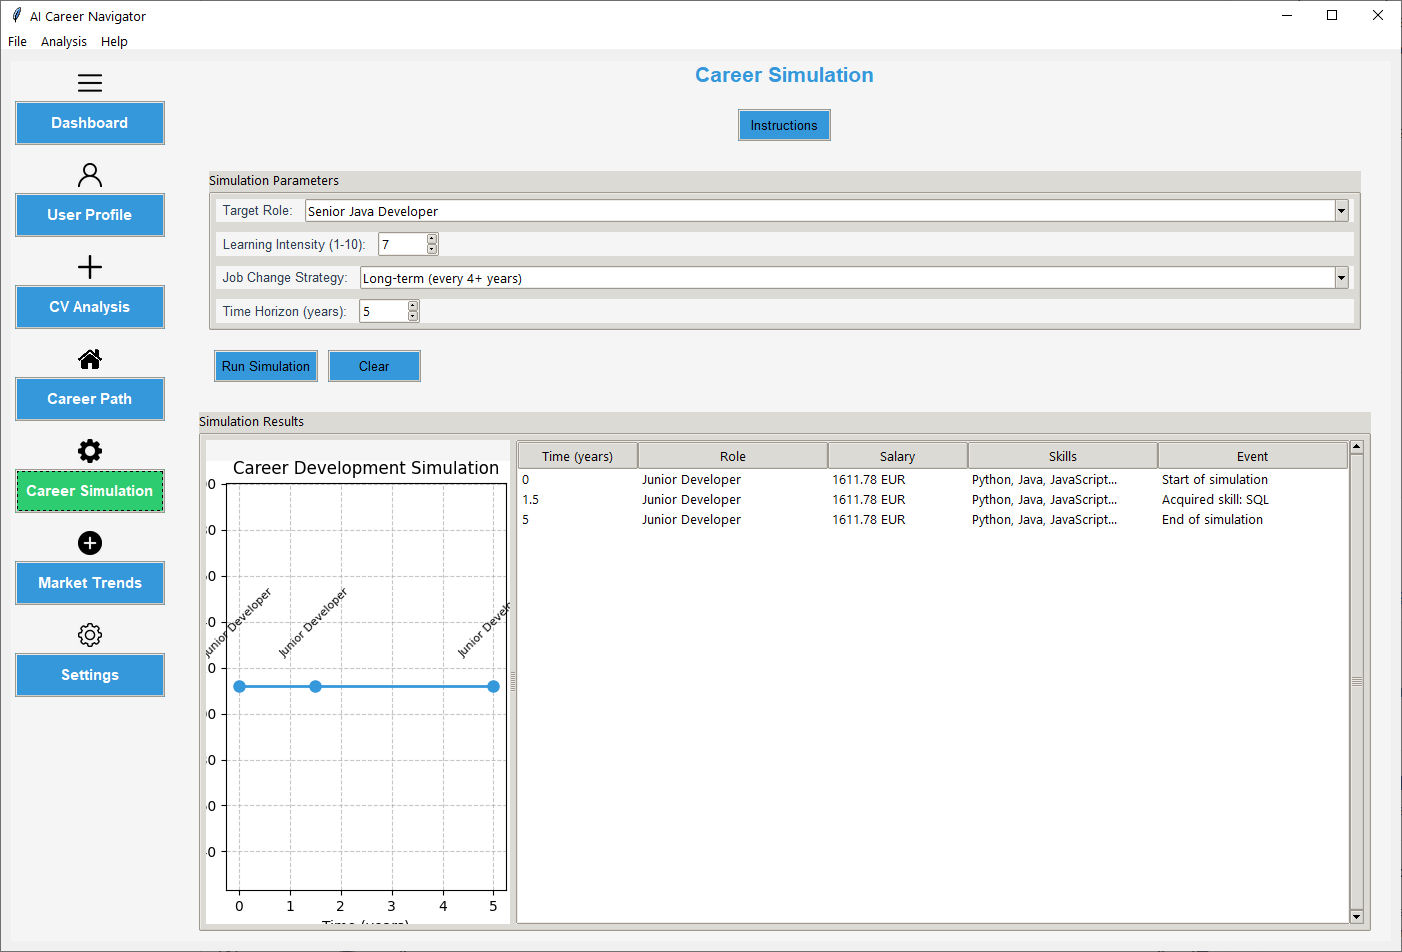 AI Career Navigator
File Analysis Help
Dashboard
User Profile
CV Analysis
Career Path
Career Simulation
Market Trends
Settings
Career Simulation
Instructions
Simulation Parameters
Target Role: Senior Java Developer
Learning Intensity (1-10): 7
Job Change Strategy: Long-term (every 4+ years)
Time Horizon (years): 5
Run Simulation Clear
Simulation Results
Career Development Simulation
Junior Developer
Junior Developer
0 1 2 3 4 5
Time (years) Role Salary Skills Event
0 Junior Developer 1611.78 EUR Python, Java, JavaScript... Start of simulation
1.5 Junior Developer 1611.78 EUR Python, Java, JavaScript... Acquired skill: SQL
5 Junior Developer 1611.78 EUR Python, Java, JavaScript... End of simulation